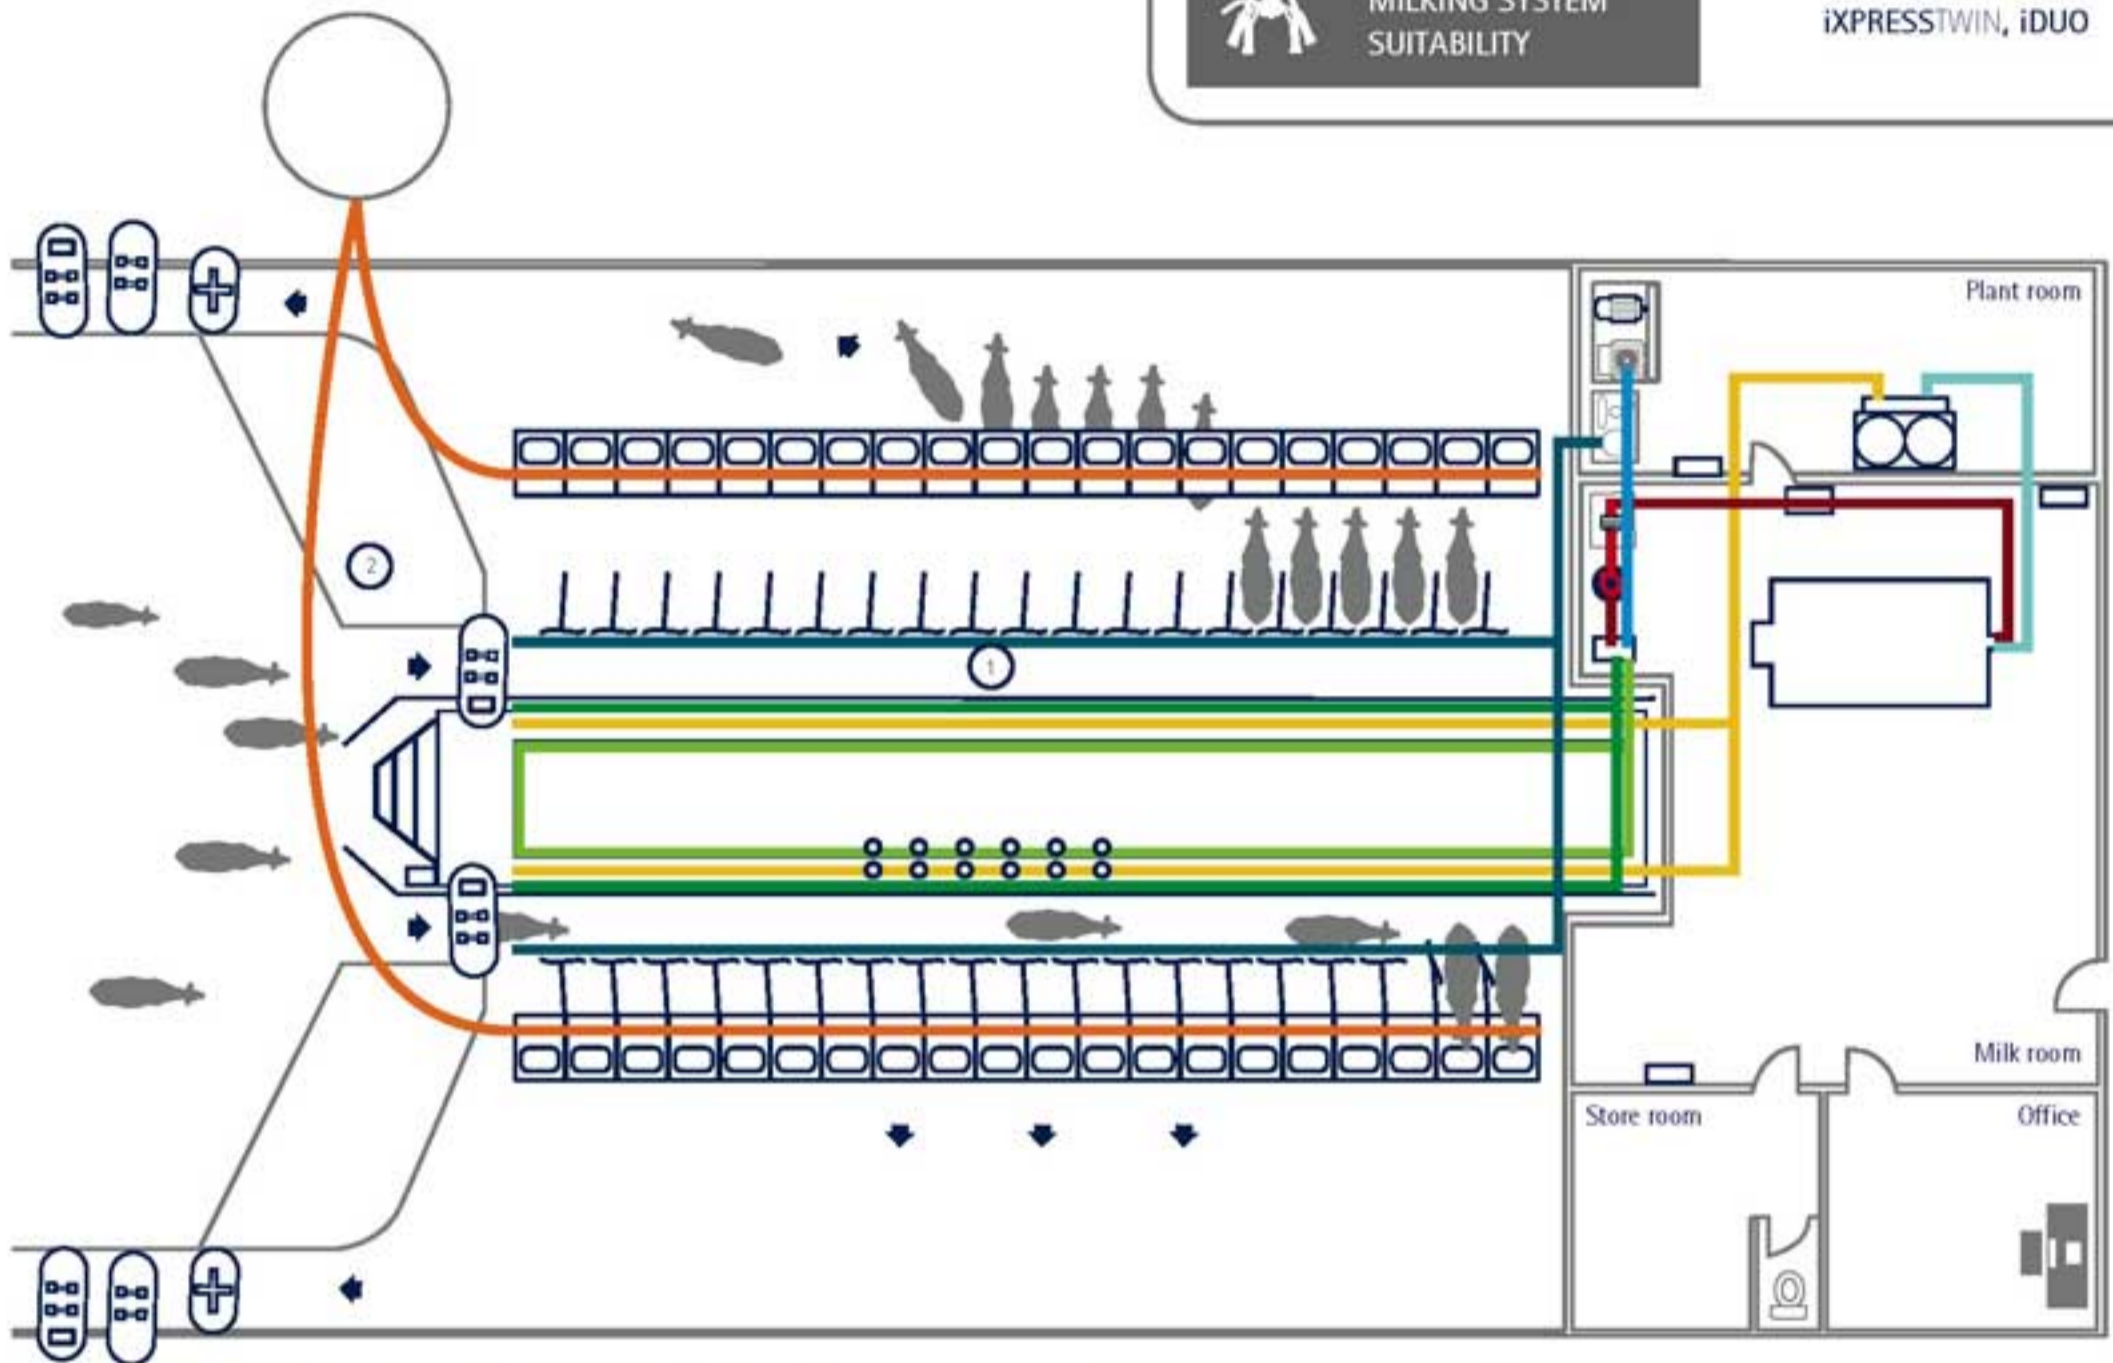 MILKING SYSTEM
SUITABILITY
iXPRESSTWIN, iDUO
Plant room
2
1
Milk room
Store room
Office